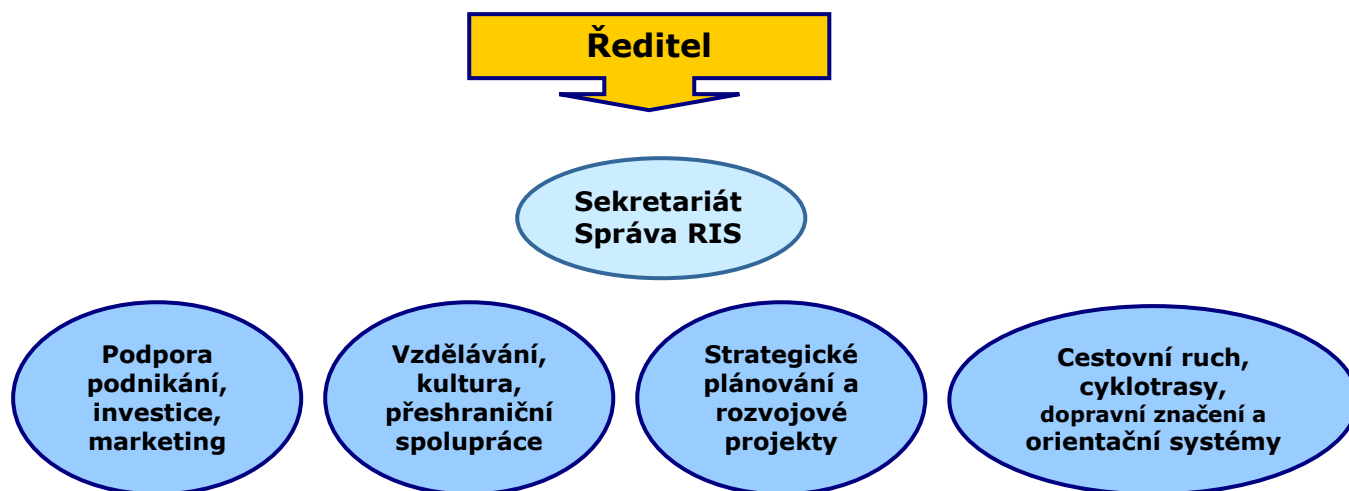 Ředitel
Sekretariát
Správa RIS
Podpora
podnikání,
investice,
marketing
Vzdělávání,
kultura,
přeshraniční
spolupráce
Strategické
plánování a
rozvojové
projekty
Cestovní ruch,
cyklotrasy,
dopravní značení a
orientační systémy